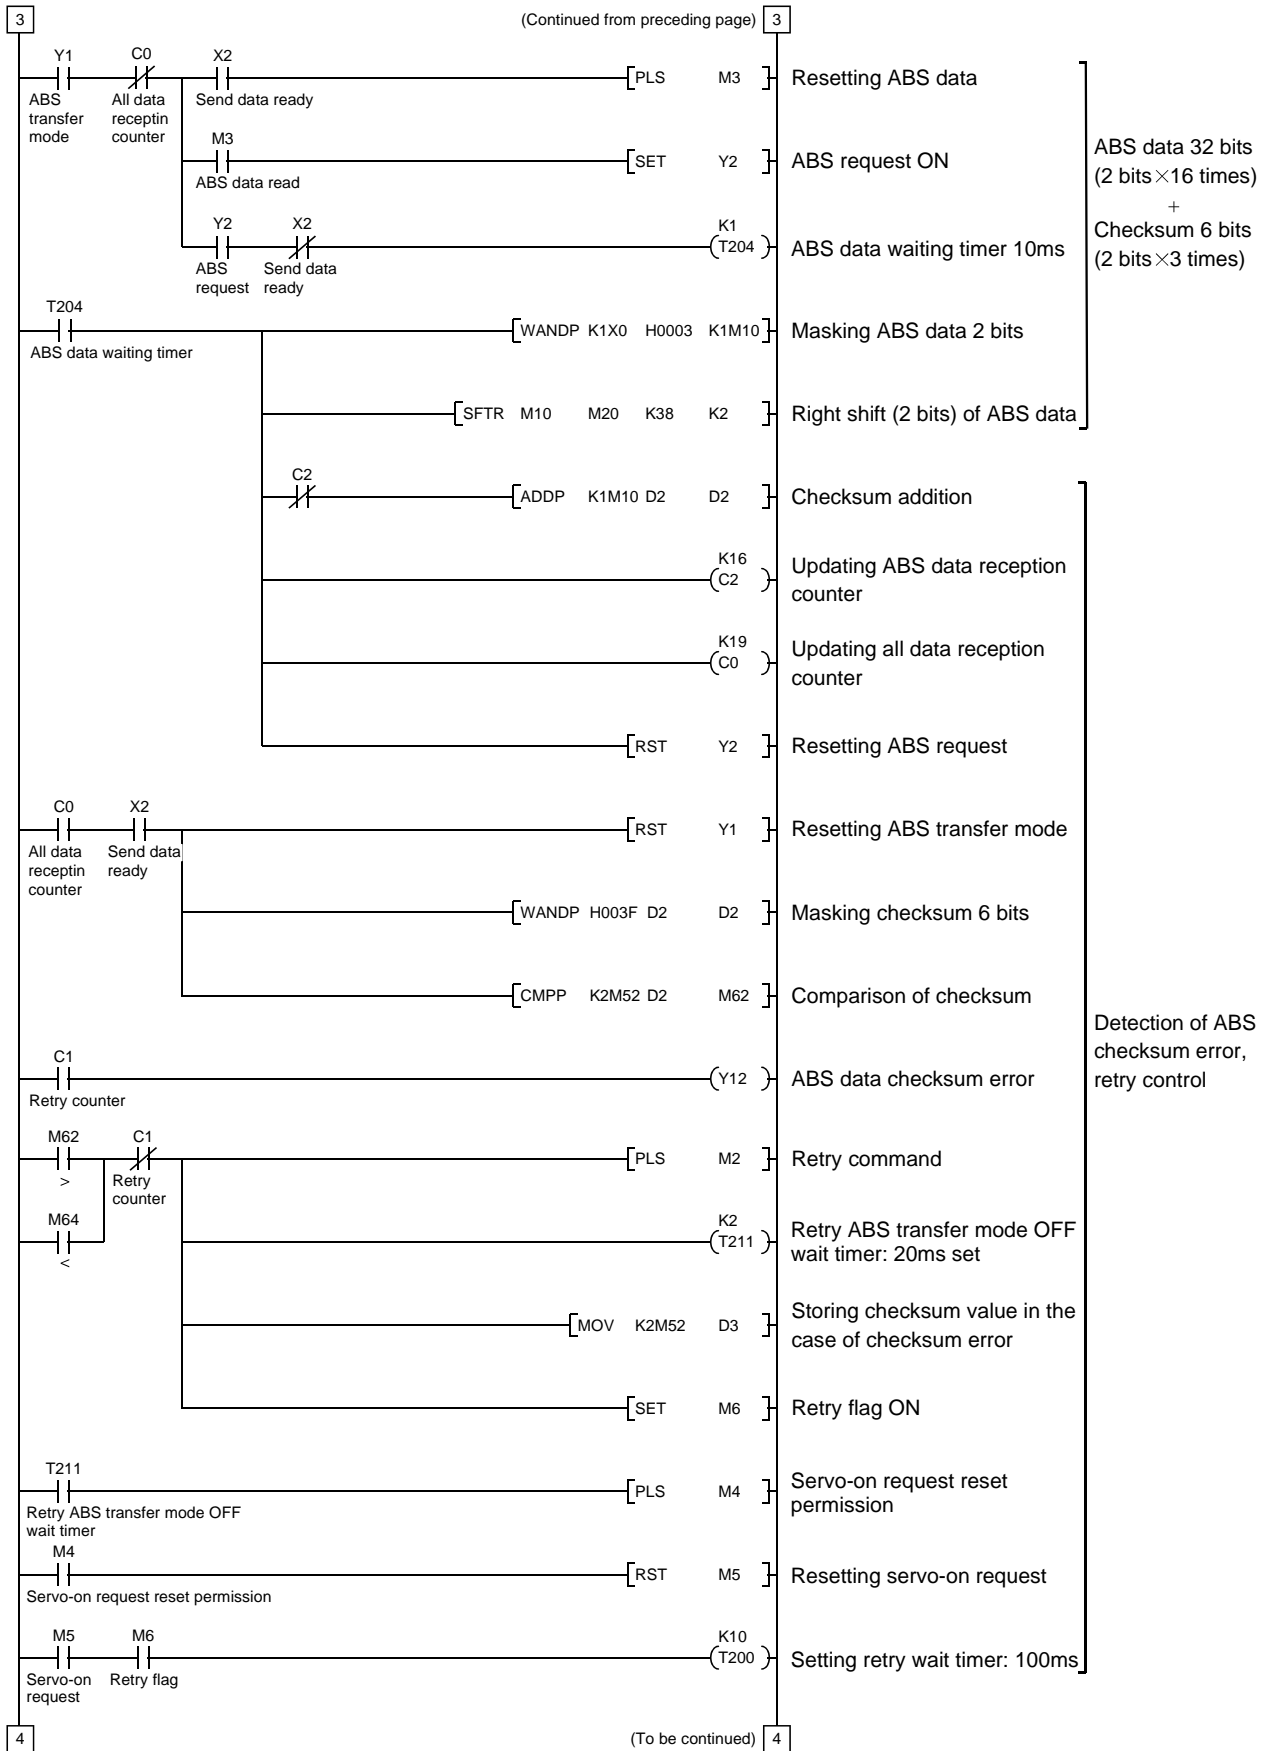 3 (Continued from preceding page) 3
Y1 C0 X2
PLS M3 Resetting ABS data
ABS transfer mode
All data receptin counter
Send data ready
M3
SET Y2 ABS request ON
ABS data read
ABS data 32 bits
(2 bits×16 times)
+
Checksum 6 bits
(2 bits×3 times)
Y2 X2 K1
T204 ABS data waiting timer 10ms
ABS request
Send data ready
T204
WANDP K1X0 H0003 K1M10 Masking ABS data 2 bits
ABS data waiting timer
SFTR M10 M20 K38 K2 Right shift (2 bits) of ABS data
C2
ADDP K1M10 D2 D2 Checksum addition
K16
C2 Updating ABS data reception
counter
K19
C0 Updating all data reception
counter
RST Y2 Resetting ABS request
C0 X2
RST Y1 Resetting ABS transfer mode
All data receptin counter
Send data ready
WANDP H003F D2 D2 Masking checksum 6 bits
CMPP K2M52 D2 M62 Comparison of checksum
Detection of ABS
checksum error,
retry control
C1
Y12 ABS data checksum error
Retry counter
M62 C1
PLS M2 Retry command
>
Retry counter
M64
<
K2
T211 Retry ABS transfer mode OFF
wait timer: 20ms set
MOV K2M52 D3 Storing checksum value in the
case of checksum error
SET M6 Retry flag ON
T211
PLS M4 Servo-on request reset
permission
Retry ABS transfer mode OFF
wait timer
M4
RST M5 Resetting servo-on request
Servo-on request reset permission
M5 M6 K10
T200 Setting retry wait timer: 100ms
Servo-on request
Retry flag
4 (To be continued) 4